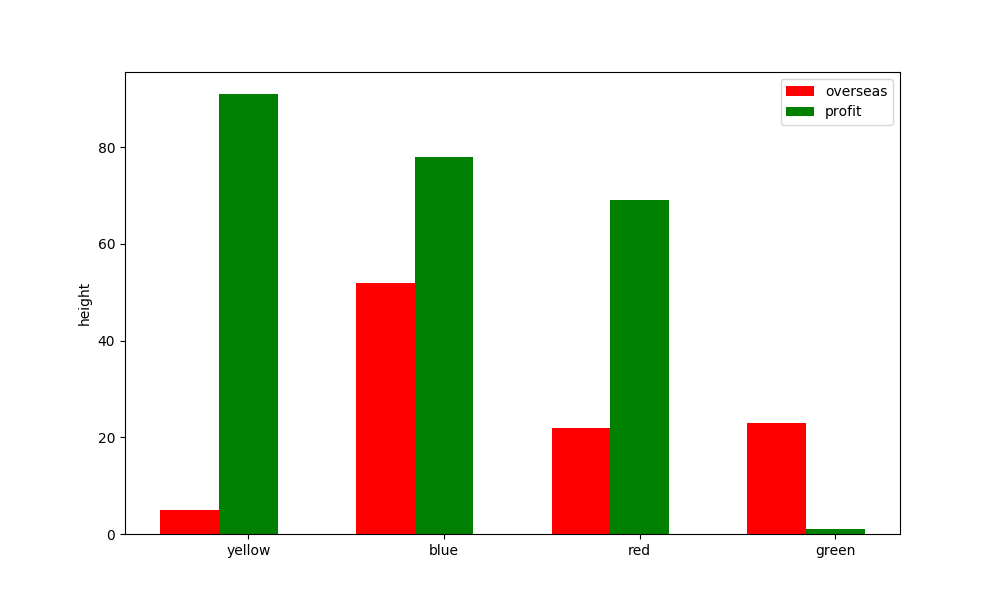 overseas
profit
80
60
40
20
0
height
yellow
blue
red
green